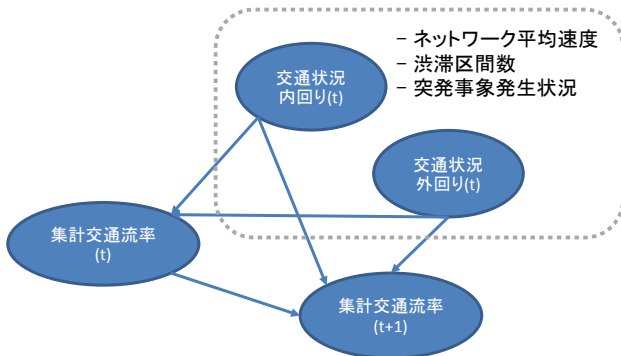 – ネットワーク平均速度
– 渋滞区間数
– 突発事象発生状況
交通状況
内回り(t)
交通状況
外回り(t)
集計交通流率
(t)
集計交通流率
(t+1)